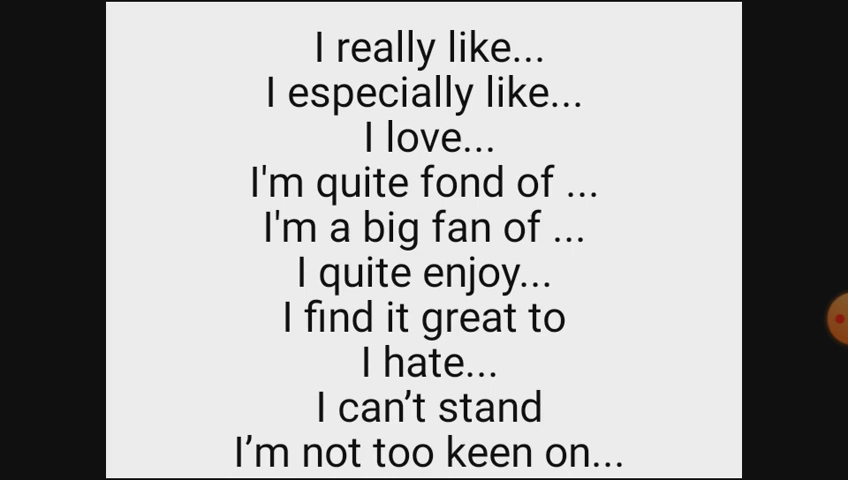 I really like...
I especially like...
I love...
I'm quite fond of ...
I'm a big fan of ...
I quite enjoy...
I find it great to
I hate...
I can’t stand
I’m not too keen on...